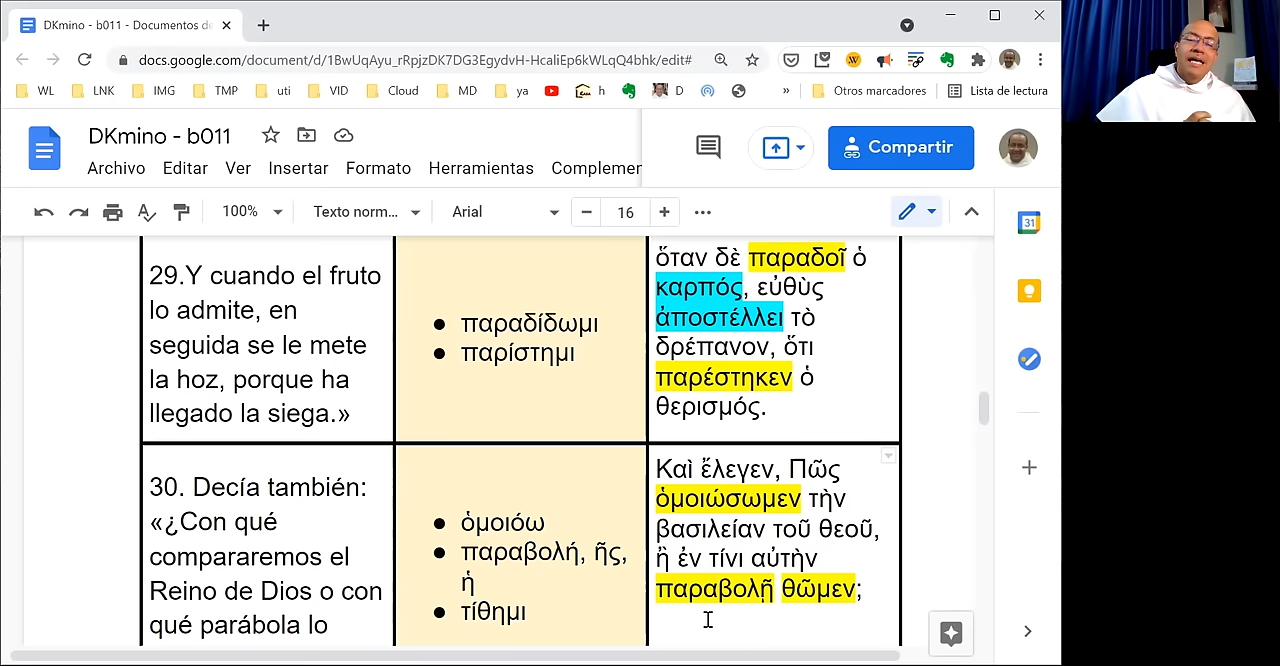 DKmino - b011 - Documentos de
docs.google.com/document/d/1BwUqAyu_rRpjzDK7DG3EgydvH-HcaliEp6kWLqQ4bhk/edit#
WL LNK IMG TMP uti VID Cloud MD ya h D » Otros marcadores Lista de lectura
DKmino - b011
Compartir
Archivo Editar Ver Insertar Formato Herramientas Complemen
100% Texto norm... Arial 16
31
29.Y cuando el fruto
lo admite, en
seguida se le mete
la hoz, porque ha
llegado la siega.»
παραδίδωμι
παρίστημι
ὅταν δὲ παραδοῖ ὁ
καρπός, εὐθὺς
ἀποστέλλει τὸ
δρέπανον, ὅτι
παρέστηκεν ὁ
θερισμός.
30. Decía también:
«¿Con qué
compararemos el
Reino de Dios o con
qué parábola lo
ὁμοιόω
παραβολή, ῆς,
ἡ
τίθημι
Καὶ ἔλεγεν, Πῶς
ὁμοιώσωμεν τὴν
βασιλείαν τοῦ θεοῦ,
ἢ ἐν τίνι αὐτὴν
παραβολῇ θῶμεν;